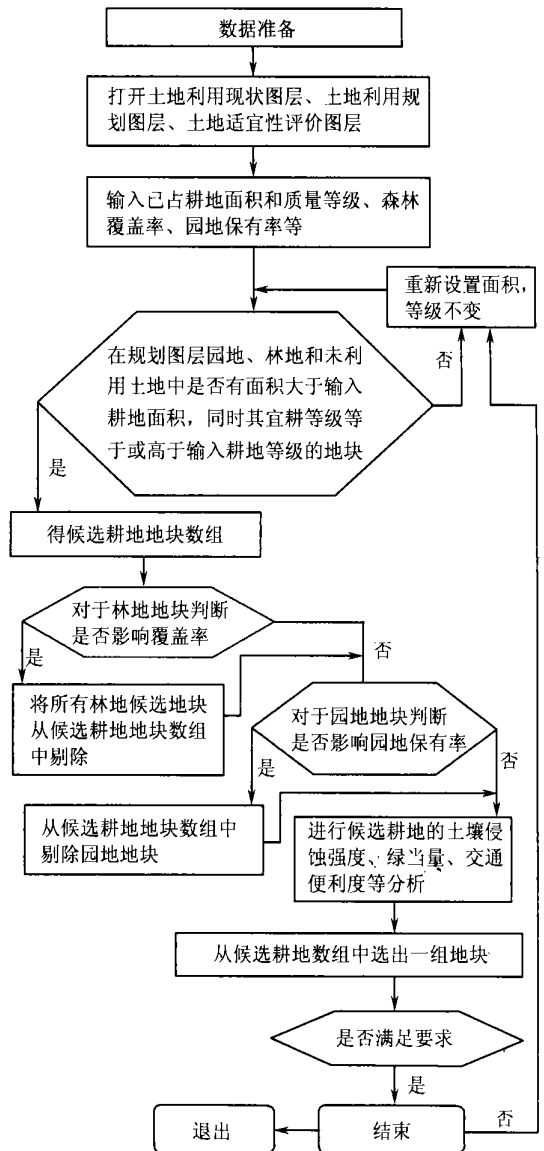 数据准备
打开土地利用现状图层、土地利用规
划图层、土地适宜性评价图层
输入已占耕地面积和质量等级、森林
覆盖率、园地保有率等
重新设置面积,
等级不变
否
在规划图层园地、林地和未利
用土地中是否有面积大于输入
耕地面积，同时其宜耕等级等
于或高于输入耕地等级的地块
是
得候选耕地地块数组
对于林地地块判断
是否影响覆盖率
否
是
将所有林地候选地块
从候选耕地地块数组
中剔除
对于园地地块判断
是否影响园地保有率
是
否
从候选耕地地块数组中
剔除园地地块
进行候选耕地的土壤侵
蚀强度、绿当量、交通
便利度等分析
从候选耕地数组中选出一组地块
是否满足要求
是
否
退出
结束